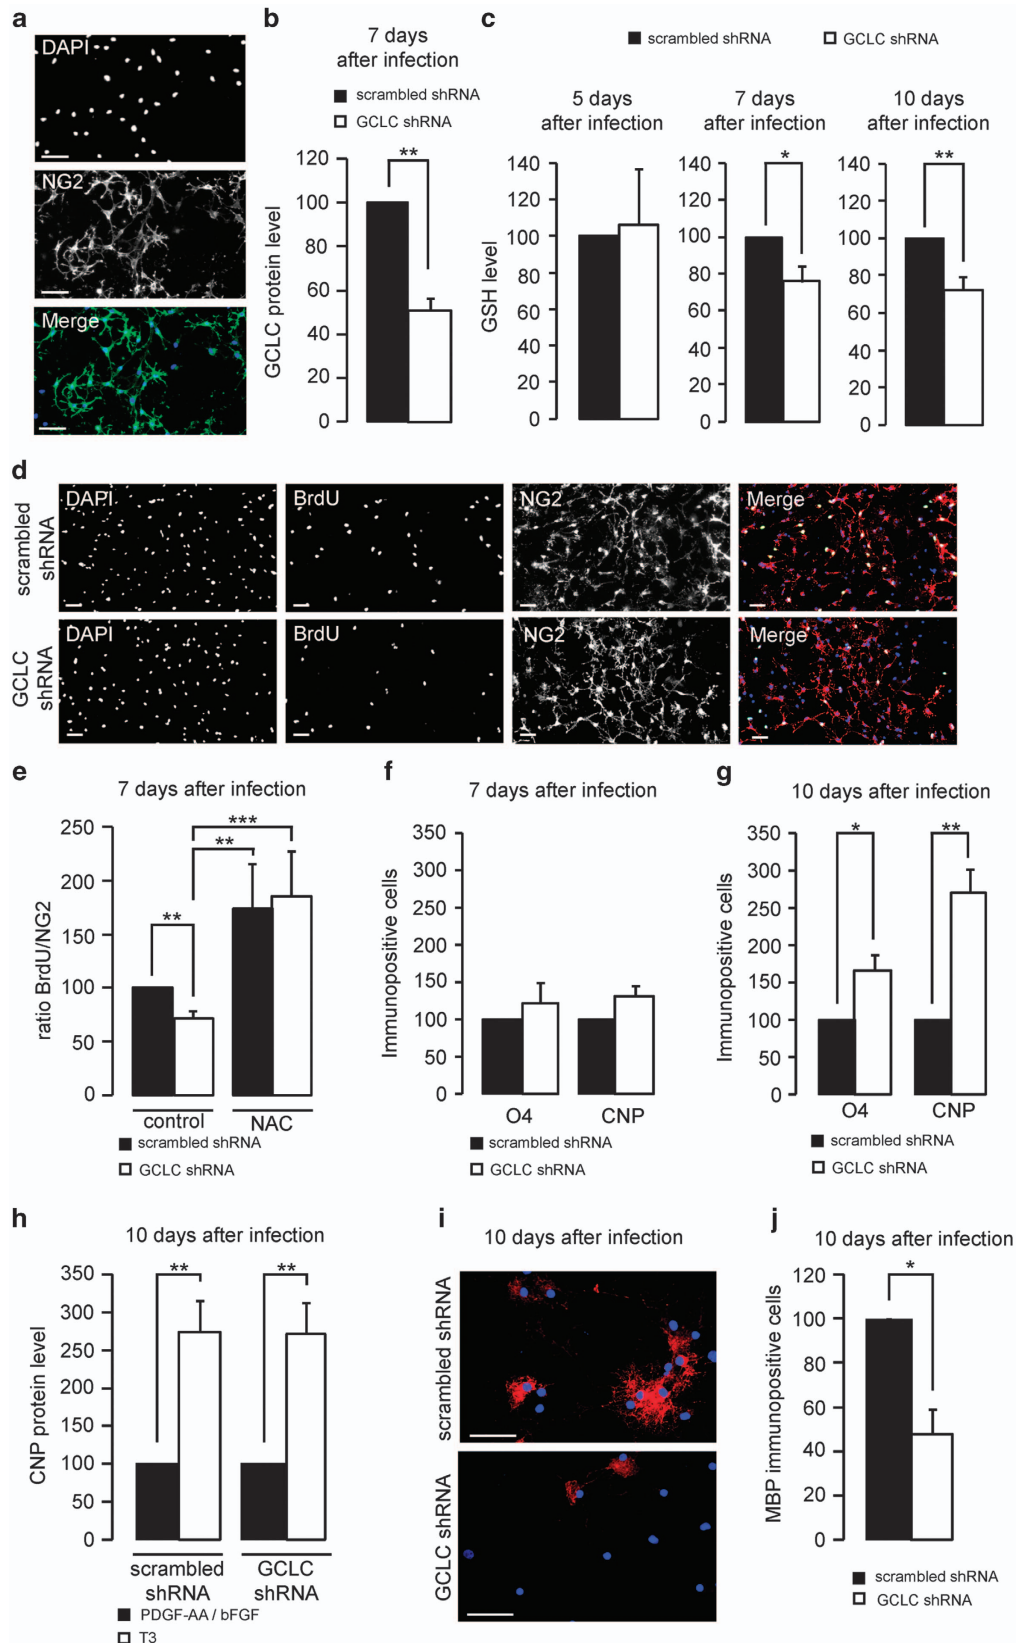 a
DAPI
NG2
Merge
b
7 days
after infection
scrambled shRNA
GCLC shRNA
GCLC protein level
120
100
80
60
40
20
0
**
c
scrambled shRNA
GCLC shRNA
5 days
after infection
7 days
after infection
10 days
after infection
GSH level
140
120
100
80
60
40
20
0
140
120
100
80
60
40
20
0
*
140
120
100
80
60
40
20
0
**
d
scrambled
shRNA
DAPI
BrdU
NG2
Merge
GCLC
shRNA
DAPI
BrdU
NG2
Merge
e
7 days after infection
ratio BrdU/NG2
250
200
150
100
50
0
**
**
***
control
NAC
scrambled shRNA
GCLC shRNA
f
7 days after infection
Immunopositive cells
350
300
250
200
150
100
50
0
O4
CNP
scrambled shRNA
GCLC shRNA
g
10 days after infection
Immunopositive cells
350
300
250
200
150
100
50
0
*
**
O4
CNP
scrambled shRNA
GCLC shRNA
h
10 days after infection
CNP protein level
350
300
250
200
150
100
50
0
**
**
scrambled
shRNA
GCLC
shRNA
PDGF-AA / bFGF
T3
i
10 days after infection
scrambled shRNA
GCLC shRNA
j
10 days after infection
MBP immunopositive cells
120
100
80
60
40
20
0
*
scrambled shRNA
GCLC shRNA